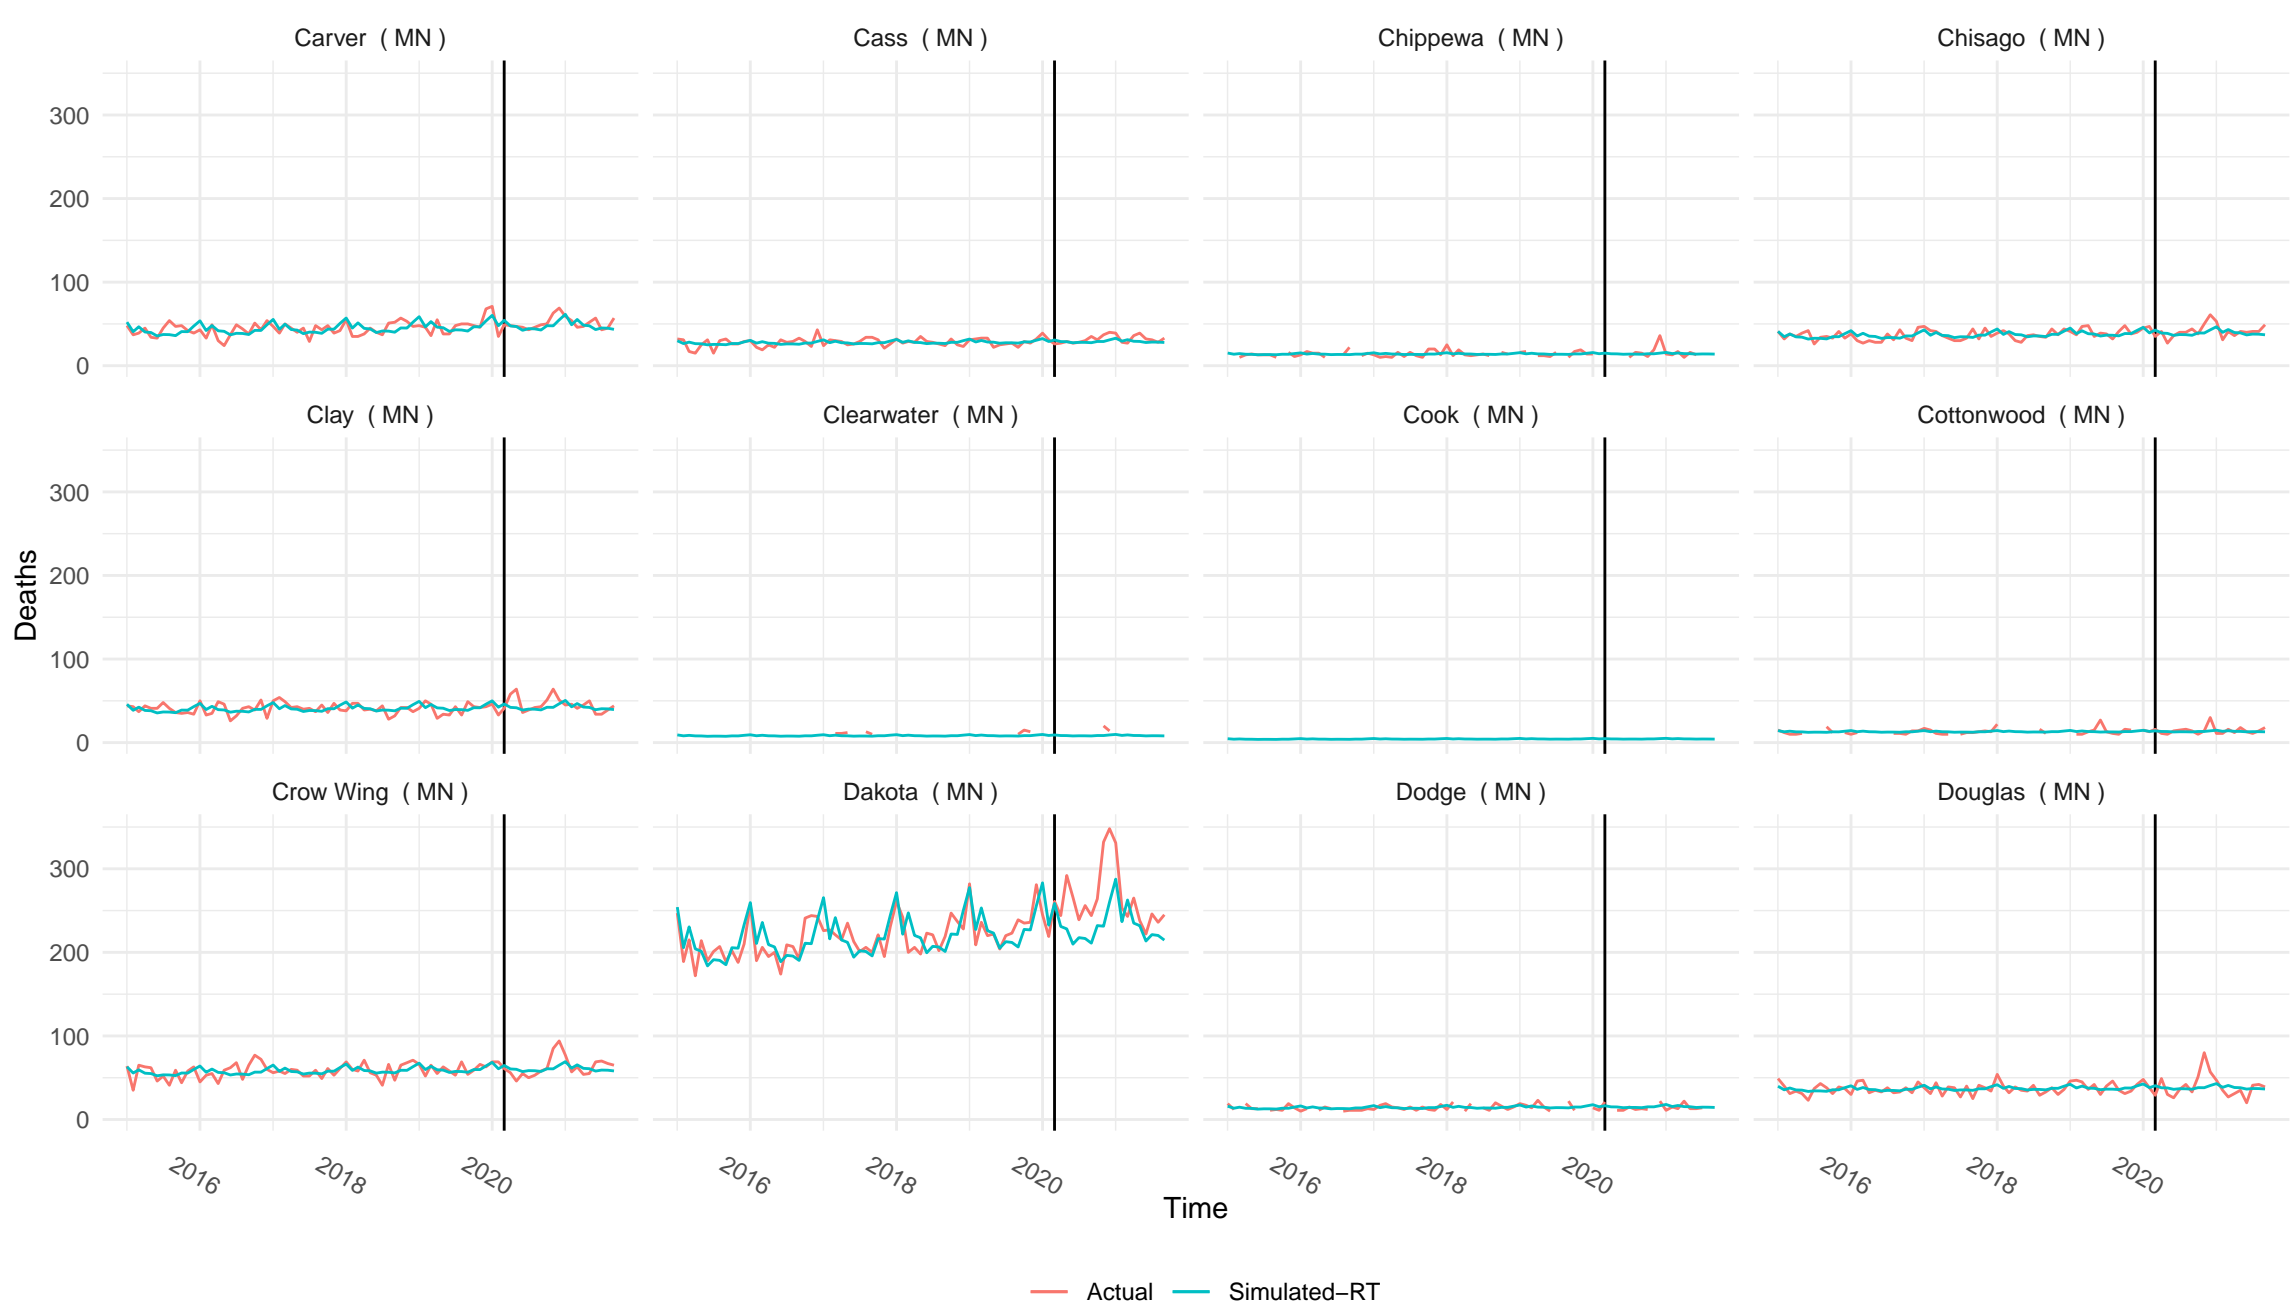 Carver ( MN )
Cass ( MN )
Chippewa ( MN )
Chisago ( MN )
300
200
100
0
Clay ( MN )
Clearwater ( MN )
Cook ( MN )
Cottonwood ( MN )
300
200
100
0
Deaths
Crow Wing ( MN )
Dakota ( MN )
Dodge ( MN )
Douglas ( MN )
300
200
100
0
2016
2018
2020
2016
2018
2020
2016
2018
2020
2016
2018
2020
Time
Actual
Simulated−RT